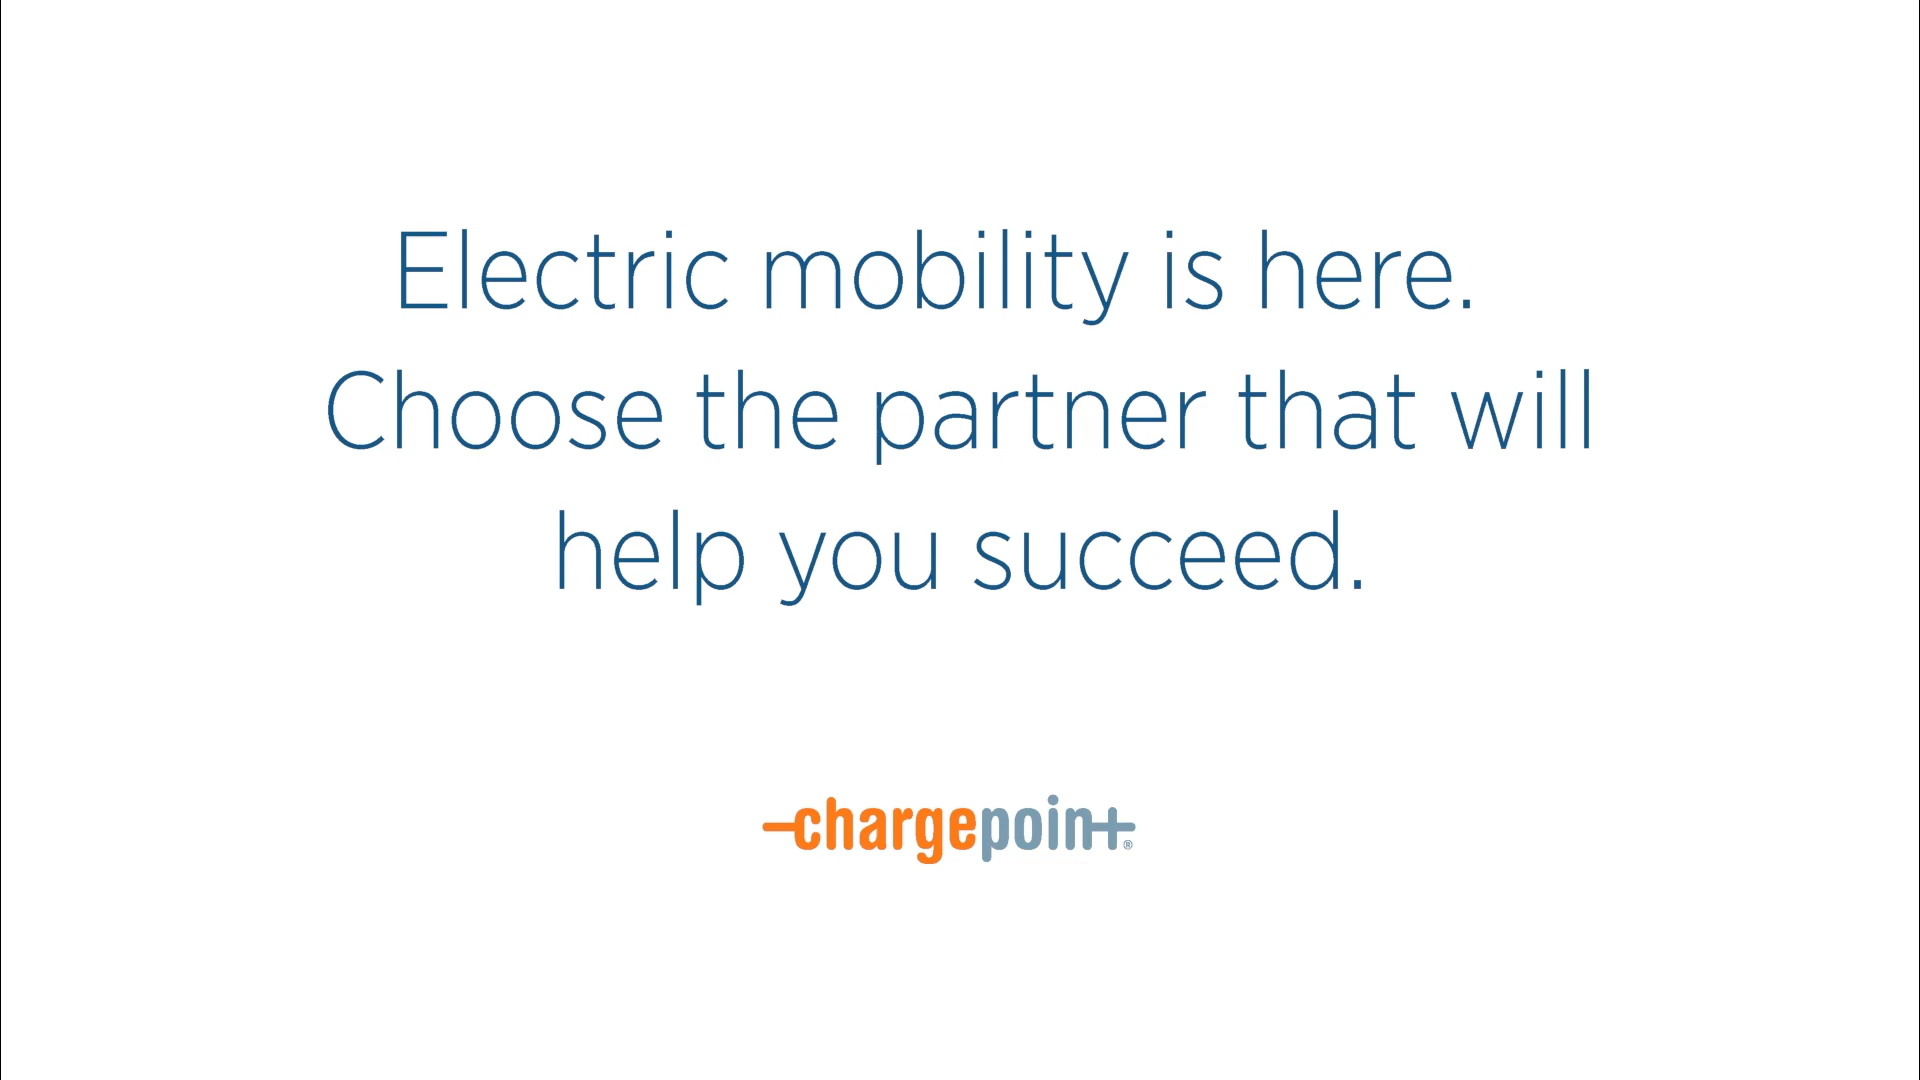 Electric mobility is here.
Choose the partner that will
help you succeed.
chargepoint®